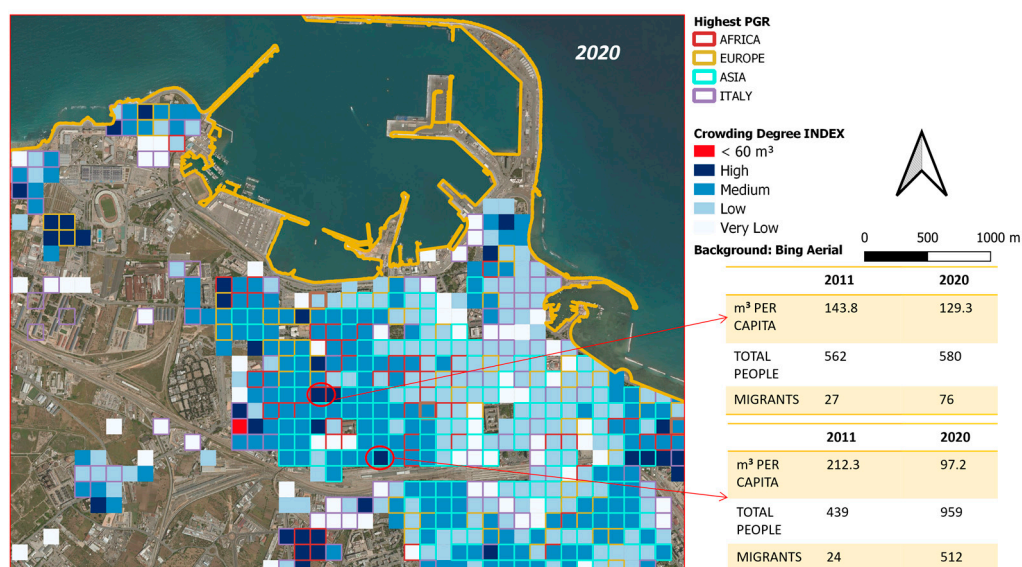 2020
Highest PGR
AFRICA
EUROPE
ASIA
ITALY
Crowding Degree INDEX
< 60 m³
High
Medium
Low
Very Low
Background: Bing Aerial
0 500 1000 m
2011 2020
m³ PER 143.8 129.3
CAPITA
TOTAL 562 580
PEOPLE
MIGRANTS 27 76
2011 2020
m³ PER 212.3 97.2
CAPITA
TOTAL 439 959
PEOPLE
MIGRANTS 24 512